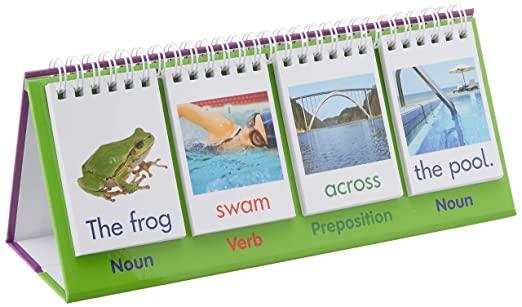 The frog
swam
across
the pool.
Noun
Verb
Preposition
Noun